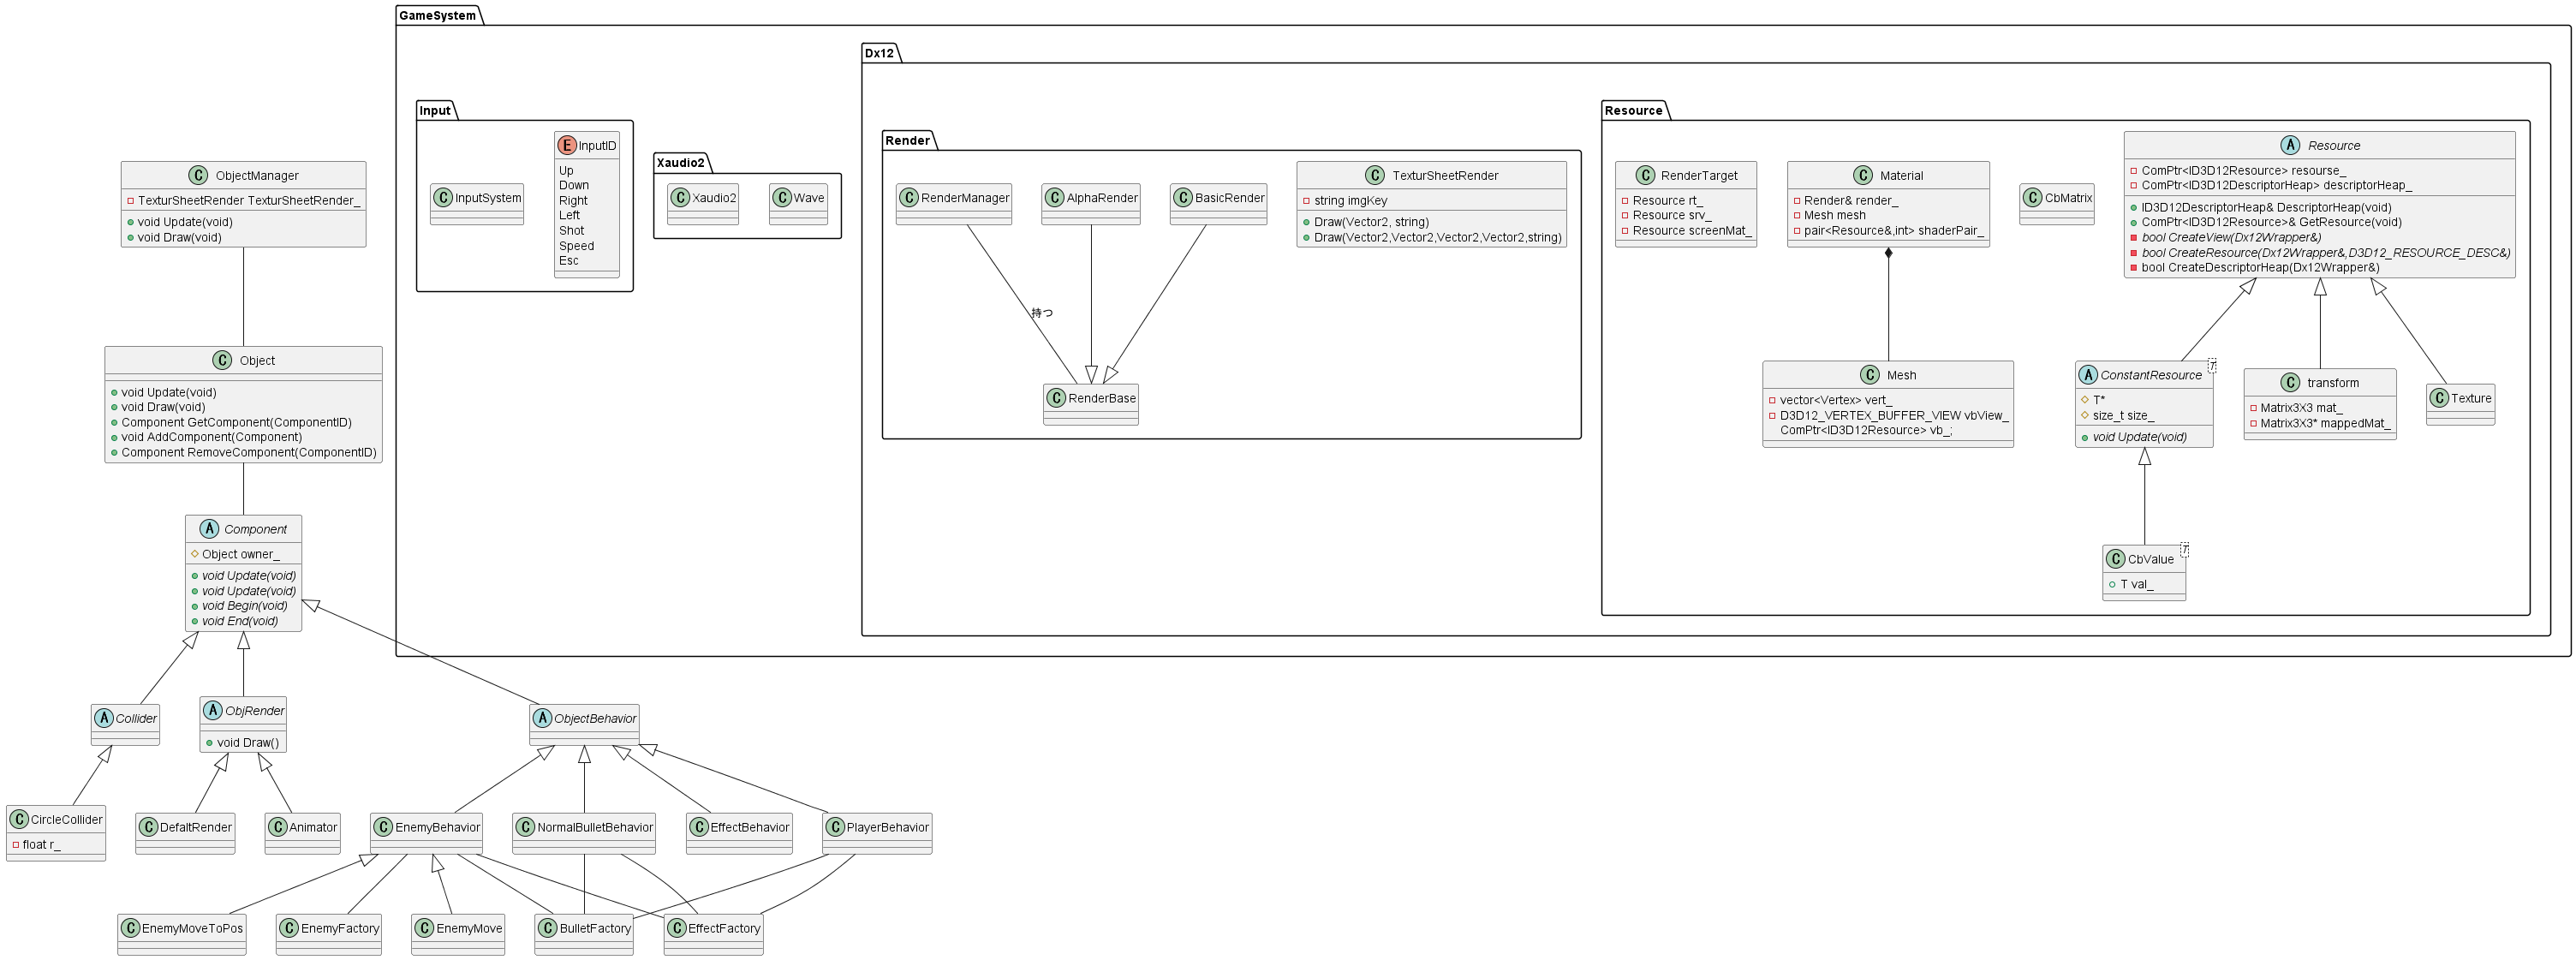 GameSystem
Dx12
Input
Resource
Render
Xaudio2
E InputID
Up
Down
Right
Left
Shot
Speed
Esc
C InputSystem
C Xaudio2
C Wave
C RenderManager
C AlphaRender
C BasicRender
C TexturSheetRender
string imgKey
Draw(Vector2, string)
Draw(Vector2,Vector2,Vector2,Vector2,string)
持つ
C RenderBase
C RenderTarget
Resource rt_
Resource srv_
Resource screenMat_
C Material
Render& render_
Mesh mesh
pair<Resource&,int> shaderPair_
C CbMatrix
A Resource
ComPtr<ID3D12Resource> resourse_
ComPtr<ID3D12DescriptorHeap> descriptorHeap_
ID3D12DescriptorHeap& DescriptorHeap(void)
ComPtr<ID3D12Resource>& GetResource(void)
bool CreateView(Dx12Wrapper&)
bool CreateResource(Dx12Wrapper&,D3D12_RESOURCE_DESC&)
bool CreateDescriptorHeap(Dx12Wrapper&)
C Mesh
vector<Vertex> vert_
D3D12_VERTEX_BUFFER_VIEW vbView_
ComPtr<ID3D12Resource> vb_;
A ConstantResource T
T*
size_t size_
void Update(void)
C transform
Matrix3X3 mat_
Matrix3X3* mappedMat_
C Texture
C CbValue T
T val_
C ObjectManager
TexturSheetRender TexturSheetRender_
void Update(void)
void Draw(void)
C Object
void Update(void)
void Draw(void)
Component GetComponent(ComponentID)
void AddComponent(Component)
Component RemoveComponent(ComponentID)
A Component
Object owner_
void Update(void)
void Update(void)
void Begin(void)
void End(void)
A Collider
A ObjRender
void Draw()
A ObjectBehavior
C CircleCollider
float r_
C DefaltRender
C Animator
C EnemyBehavior
C NormalBulletBehavior
C EffectBehavior
C PlayerBehavior
C EnemyMoveToPos
C EnemyFactory
C EnemyMove
C BulletFactory
C EffectFactory